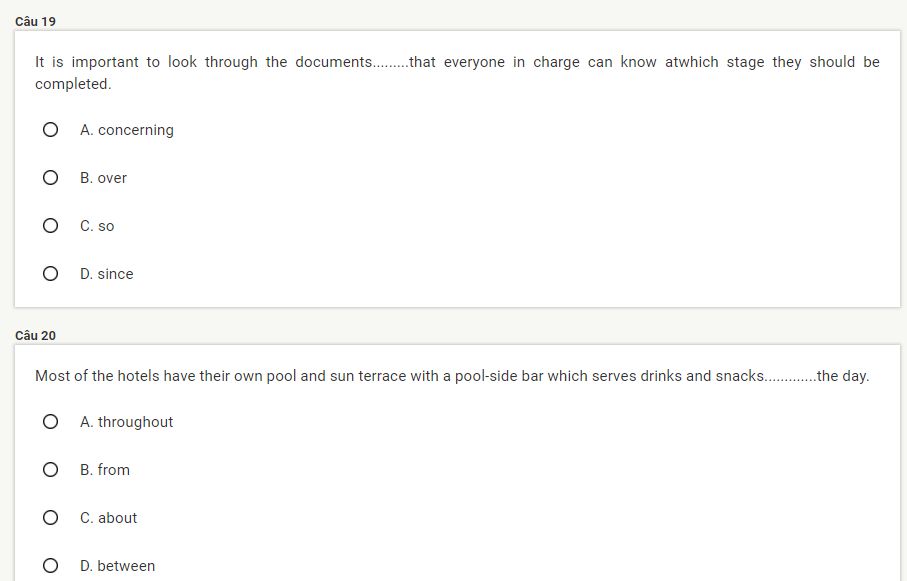 Câu 19
It is important to look through the documents.........that everyone in charge can know atwhich stage they should be
completed.
A. concerning
B. over
C. so
D. since
Câu 20
Most of the hotels have their own pool and sun terrace with a pool-side bar which serves drinks and snacks.............the day.
A. throughout
B. from
C. about
D. between